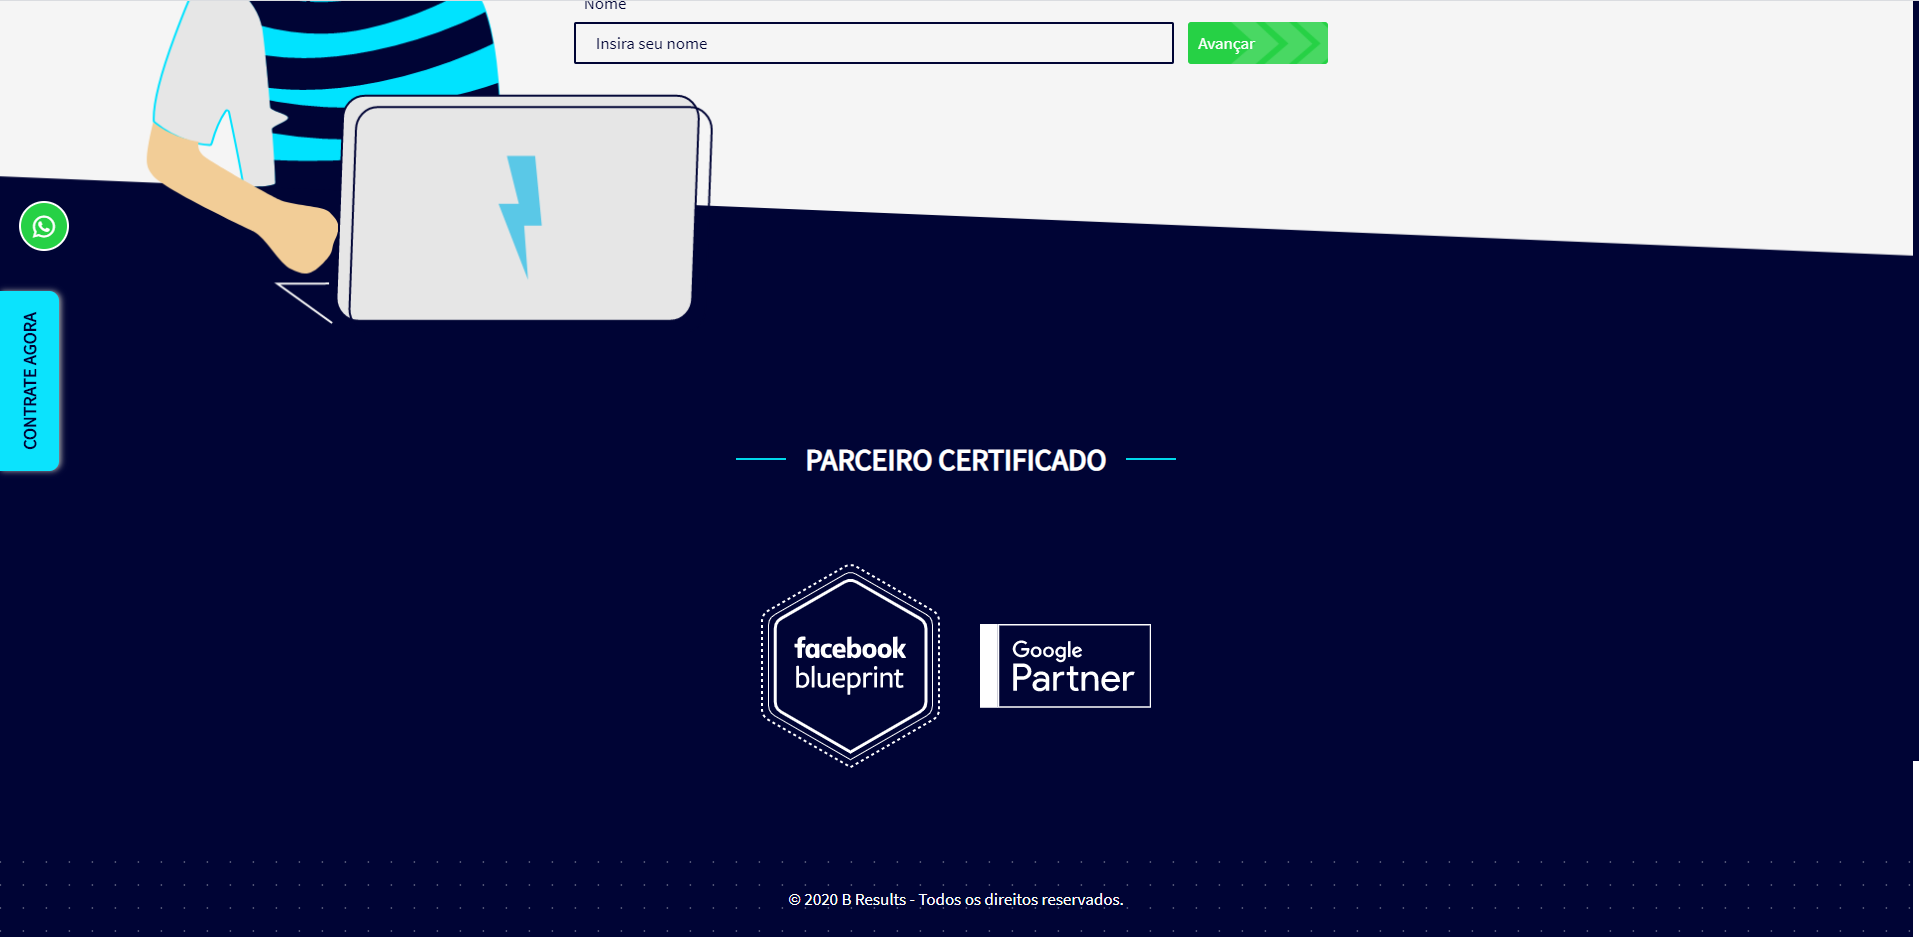 Nome
Insira seu nome
Avançar
CONTRATE AGORA
PARCEIRO CERTIFICADO
facebook
blueprint
Google
Partner
© 2020 B Results - Todos os direitos reservados.